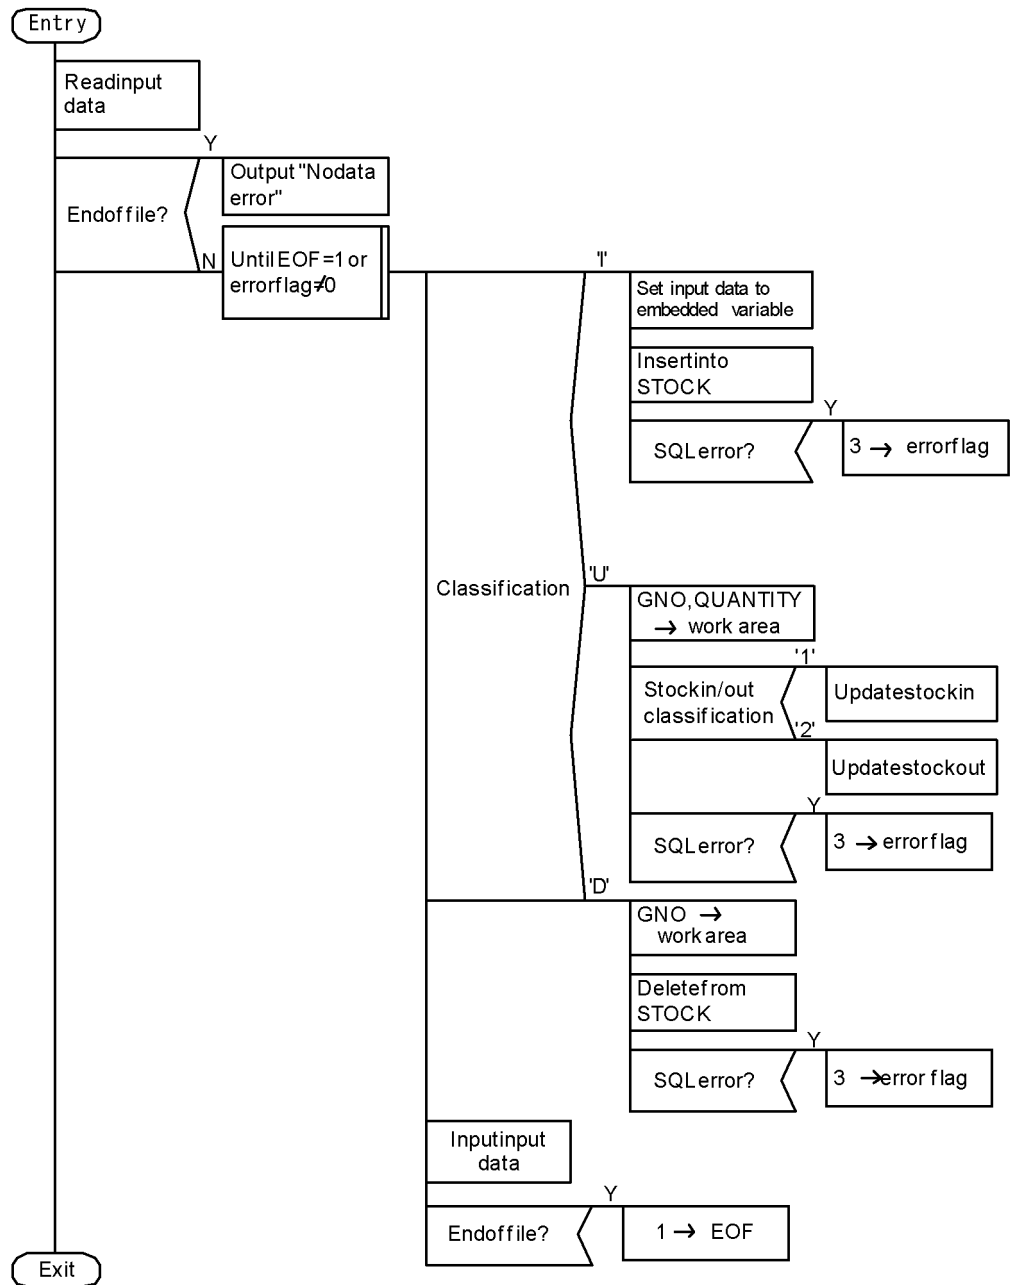 Entry
Readinput
data
Y
Output "Nodata
error"
Endoffile?
N
Until EOF=1 or
errorflag≠0
'I'
Set input data to
embedded variable
Insertinto
STOCK
Y
SQLerror?
3 → errorflag
Classification
'U'
GNO,QUANTITY
→ work area
'1'
Stockin/out
classification
Updatestockin
'2'
Updatestockout
Y
SQLerror?
3 → errorflag
'D'
GNO →
workarea
Deletefrom
STOCK
Y
SQLerror?
3 → error flag
Inputinput
data
Y
Endoffile?
1 → EOF
Exit